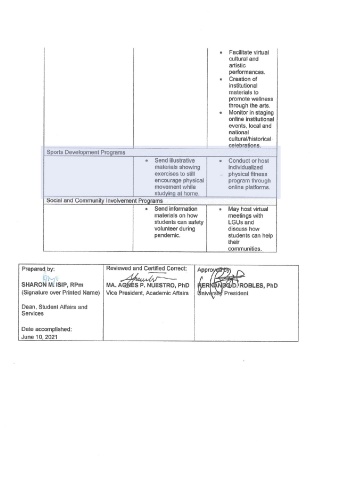 • Facilitate virtual
cultural and
artistic
performances.
• Creation of
institutional
materials to
promote wellness
through the arts.
• Monitor in staging
online institutional
events, local and
national
cultural/historical
celebrations.
Sports Development Programs
• Send illustrative
materials showing
exercises to still
encourage physical
movement while
studying at home.
• Conduct or host
individualized
physical fitness
program through
online platforms.
Social and Community Involvement Programs
• Send information
materials on how
students can safely
volunteer during
pandemic.
• May host virtual
meetings with
LGUs and
discuss how
students can help
their
communities.
Prepared by:
SHARON M. ISIP, RPm
(Signature over Printed Name)
Dean, Student Affairs and
Services
Date accomplished:
June 10, 2021
Reviewed and Certified Correct:
MA. AGNES P. NUESTRO, PhD
Vice President, Academic Affairs
Approved by
HERNANDO D. ROBLES, PhD
University President